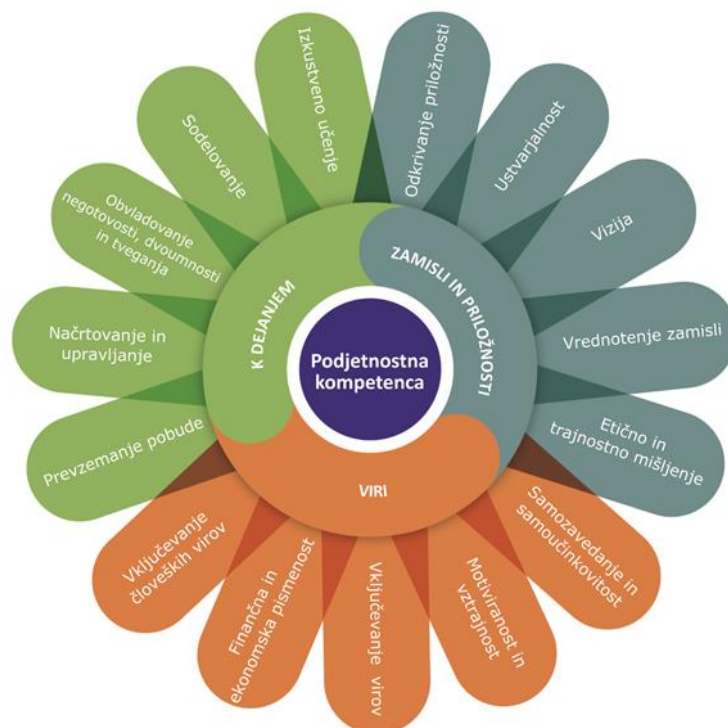 Podjetnostna
kompetenca
ZAMISLI IN PRILOŽNOSTI
Odkrivanje priložnosti
Ustvarjalnost
Vizija
Vrednotenje zamisli
Etično in
trajnostno mišljenje
VIRI
Samozavedanje in
samoučinkovitost
Motiviranost in
vztrajnost
Vključevanje virov
Finančna in
ekonomska pismenost
Vključevanje
človeških virov
K DEJANJEM
Prevzemanje pobude
Načrtovanje in
upravljanje
Obvladovanje
negotovosti, dvoumnosti
in tveganja
Sodelovanje
Izkustveno učenje